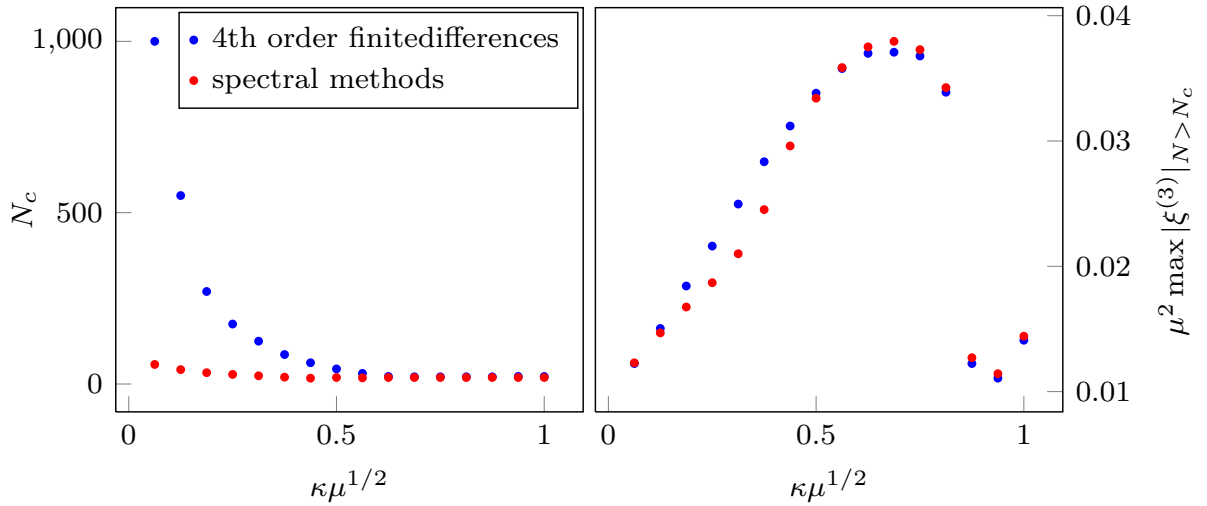 1,000
500
0
N_c
4th order finitedifferences
spectral methods
0 0.5 1
κμ^{1/2}
0.04
0.03
0.02
0.01
μ² max |ξ^{(3)}|_{N>N_c}
0 0.5 1
κμ^{1/2}